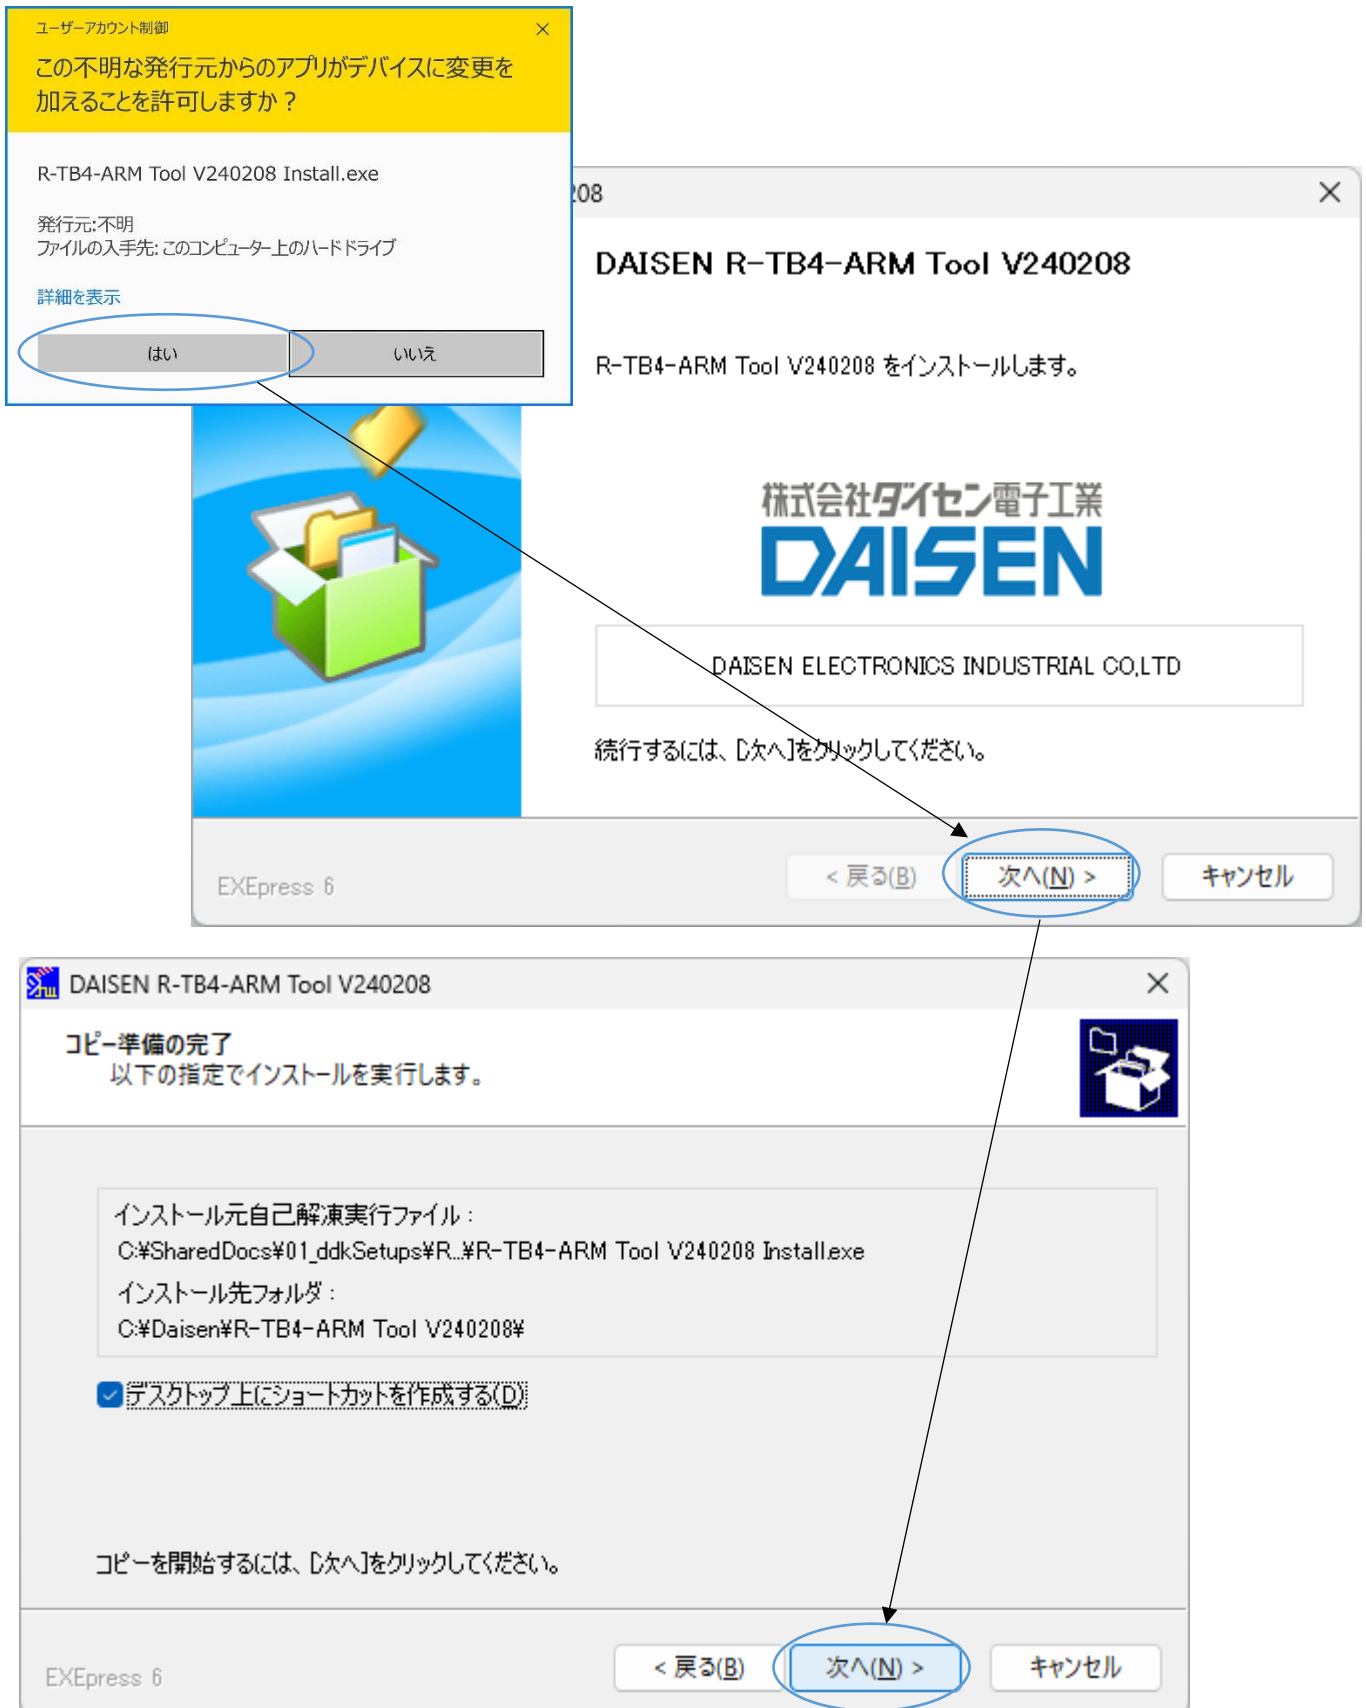 ユーザーアカウント制御
この不明な発行元からのアプリがデバイスに変更を
加えることを許可しますか？
R-TB4-ARM Tool V240208 Install.exe
発行元:不明
ファイルの入手先:このコンピューター上のハードドライブ
詳細を表示
はい
いいえ
208
DAISEN R-TB4-ARM Tool V240208
R-TB4-ARM Tool V240208 をインストールします。
株式会社ダイセン電子工業
DAISEN
DAISEN ELECTRONICS INDUSTRIAL CO,LTD
続行するには、[次へ]をクリックしてください。
EXEpress 6
< 戻る(B)
次へ(N) >
キャンセル
DAISEN R-TB4-ARM Tool V240208
コピー準備の完了
以下の指定でインストールを実行します。
インストール元自己解凍実行ファイル：
C:¥SharedDocs¥01_ddkSetups¥R...¥R-TB4-ARM Tool V240208 Install.exe
インストール先フォルダ：
C:¥Daisen¥R-TB4-ARM Tool V240208¥
デスクトップ上にショートカットを作成する(D)
コピーを開始するには、[次へ]をクリックしてください。
EXEpress 6
< 戻る(B)
次へ(N) >
キャンセル